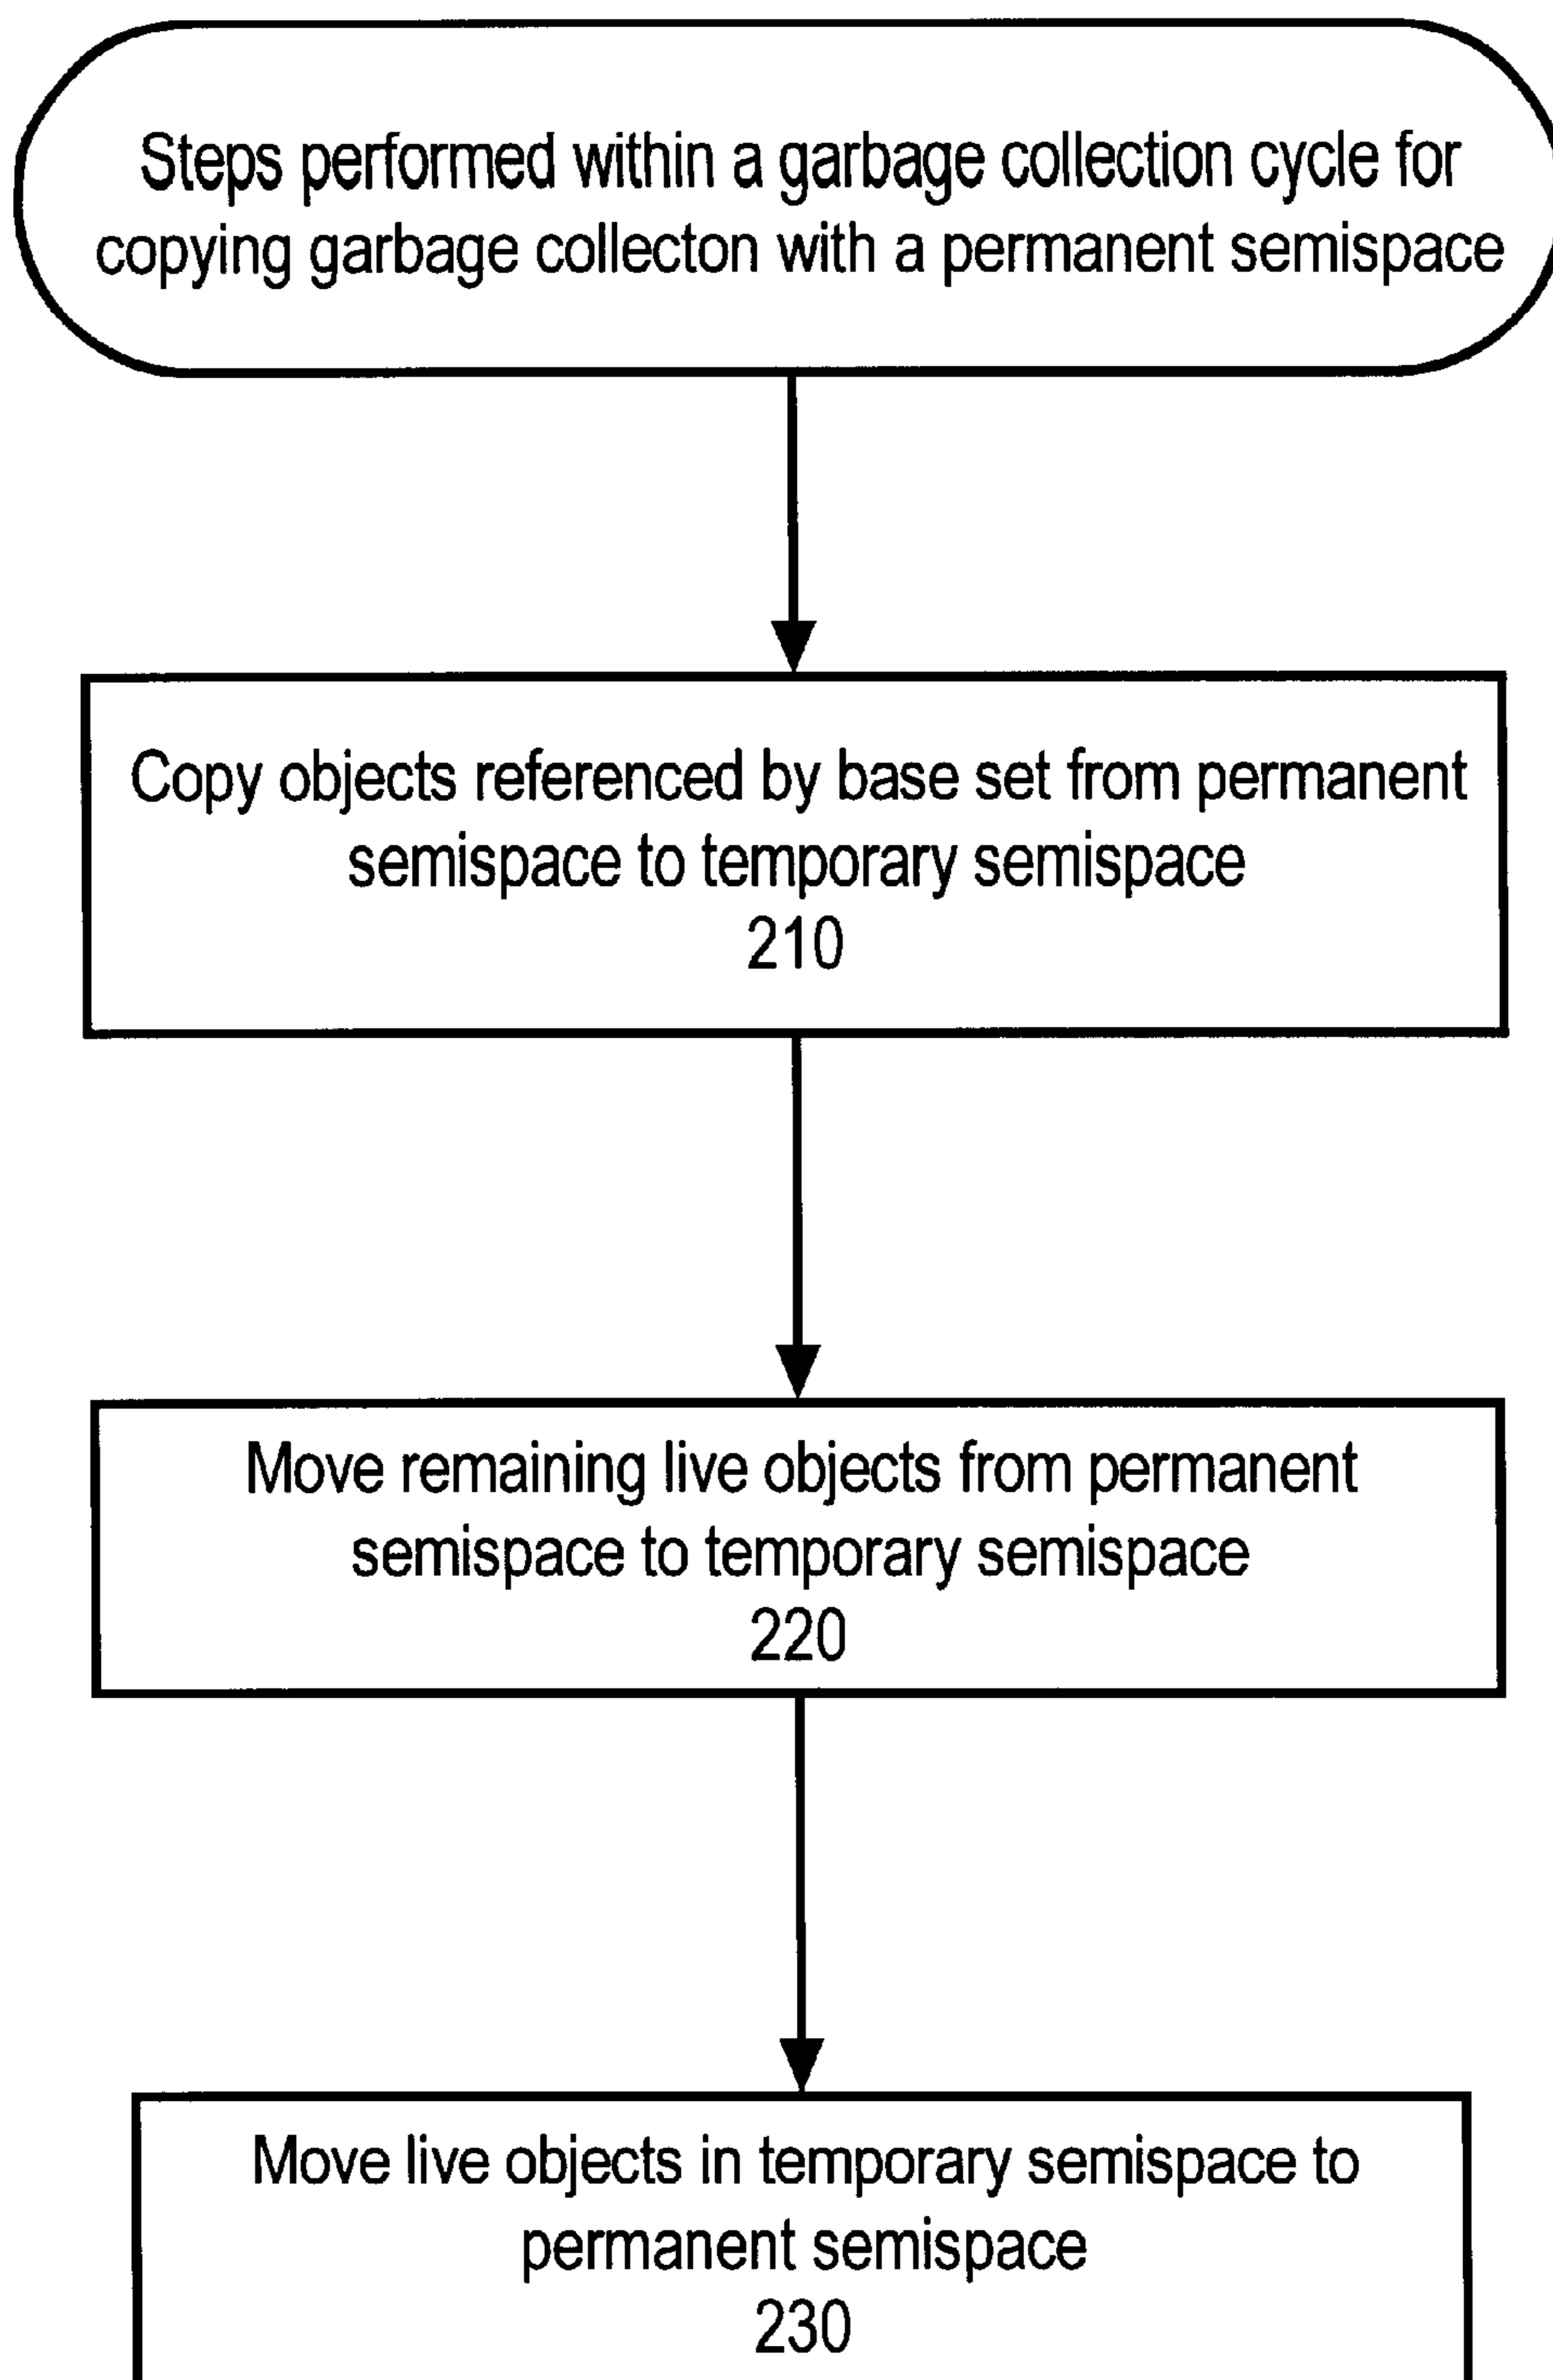 Steps performed within a garbage collection cycle for
copying garbage collecton with a permanent semispace
Copy objects referenced by base set from permanent
semispace to temporary semispace
210
Move remaining live objects from permanent
semispace to temporary semispace
220
Move live objects in temporary semispace to
permanent semispace
230